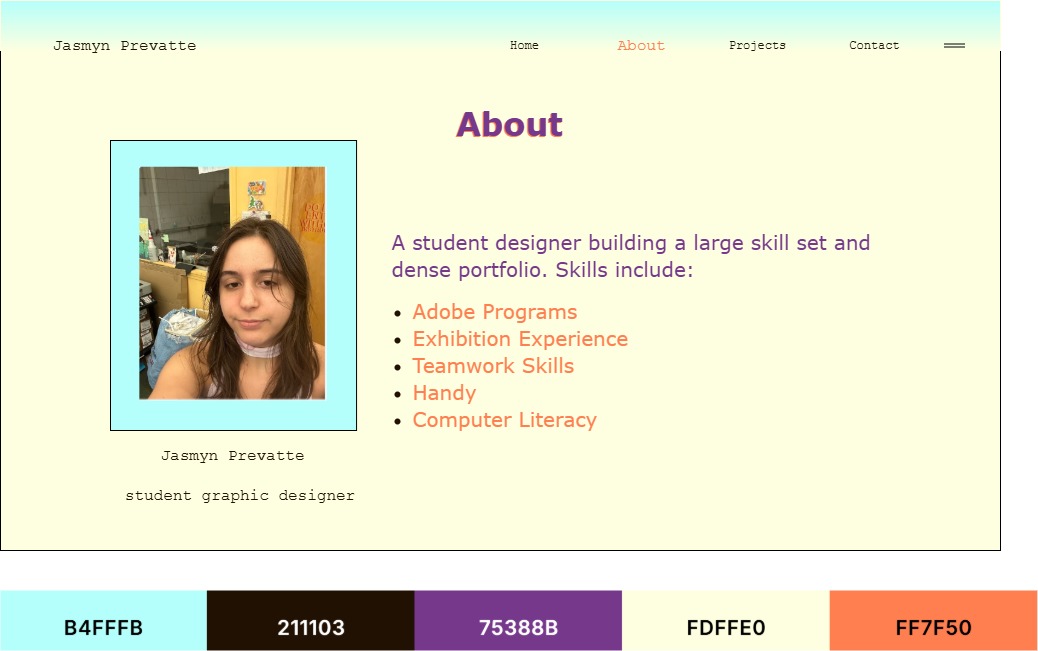 Jasmyn Prevatte
Home About Projects Contact
About
A student designer building a large skill set and
dense portfolio. Skills include:
Adobe Programs
Exhibition Experience
Teamwork Skills
Handy
Computer Literacy
Jasmyn Prevatte
student graphic designer
B4FFFB 211103 75388B FDFFE0 FF7F50